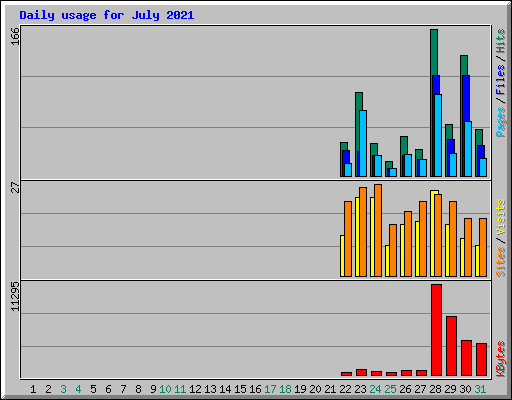 Daily usage for July 2021
166
Pages / Files / Hits
27
Sites / Visits
11295
KBytes
1 2 3 4 5 6 7 8 9 10 11 12 13 14 15 16 17 18 19 20 21 22 23 24 25 26 27 28 29 30 31